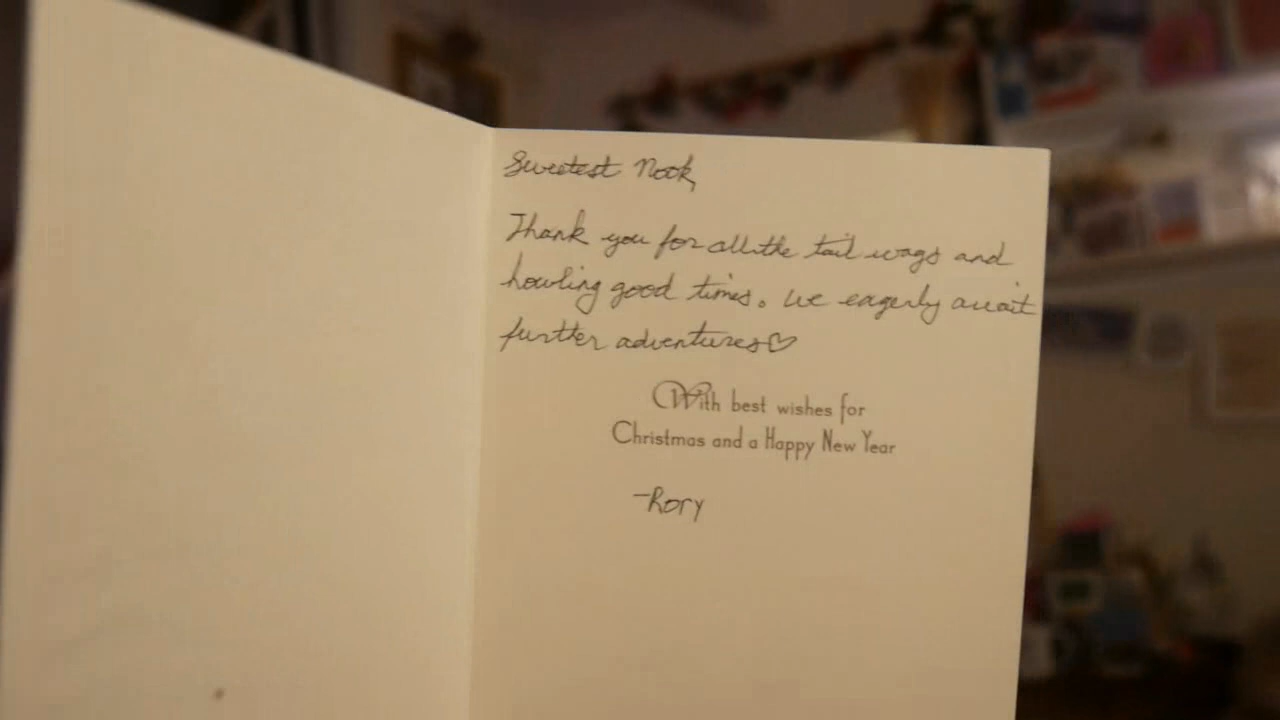 Sweetest Nook,
Thank you for all the tail wags and
howling good times. We eagerly await
further adventures♡
With best wishes for
Christmas and a Happy New Year
-Rory